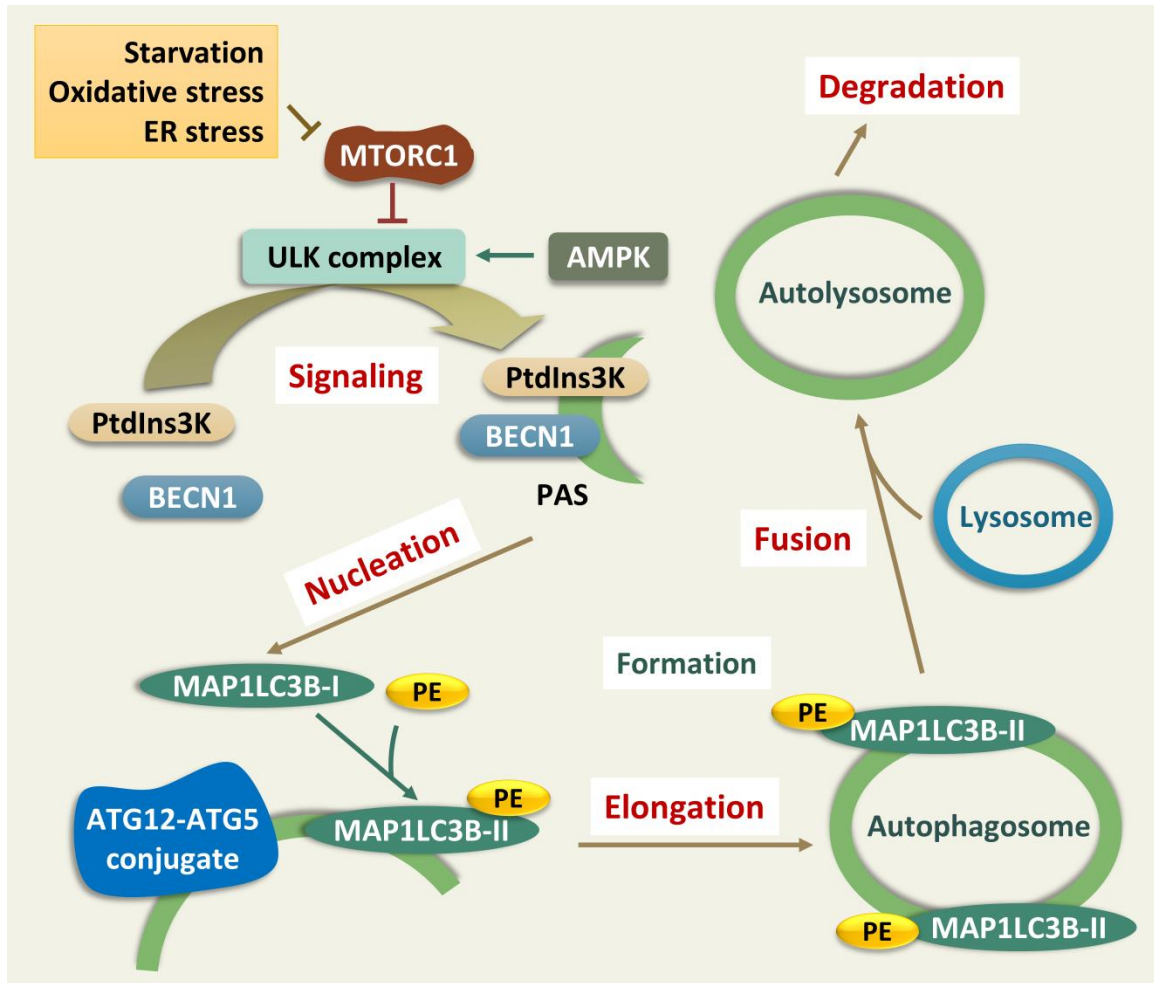 Starvation
Oxidative stress
ER stress
MTORC1
ULK complex
AMPK
Signaling
PtdIns3K
BECN1
PtdIns3K
BECN1
PAS
Nucleation
MAP1LC3B-I
PE
ATG12-ATG5
conjugate
PE
MAP1LC3B-II
Elongation
Formation
PE
MAP1LC3B-II
Autophagosome
PE
MAP1LC3B-II
Fusion
Lysosome
Autolysosome
Degradation